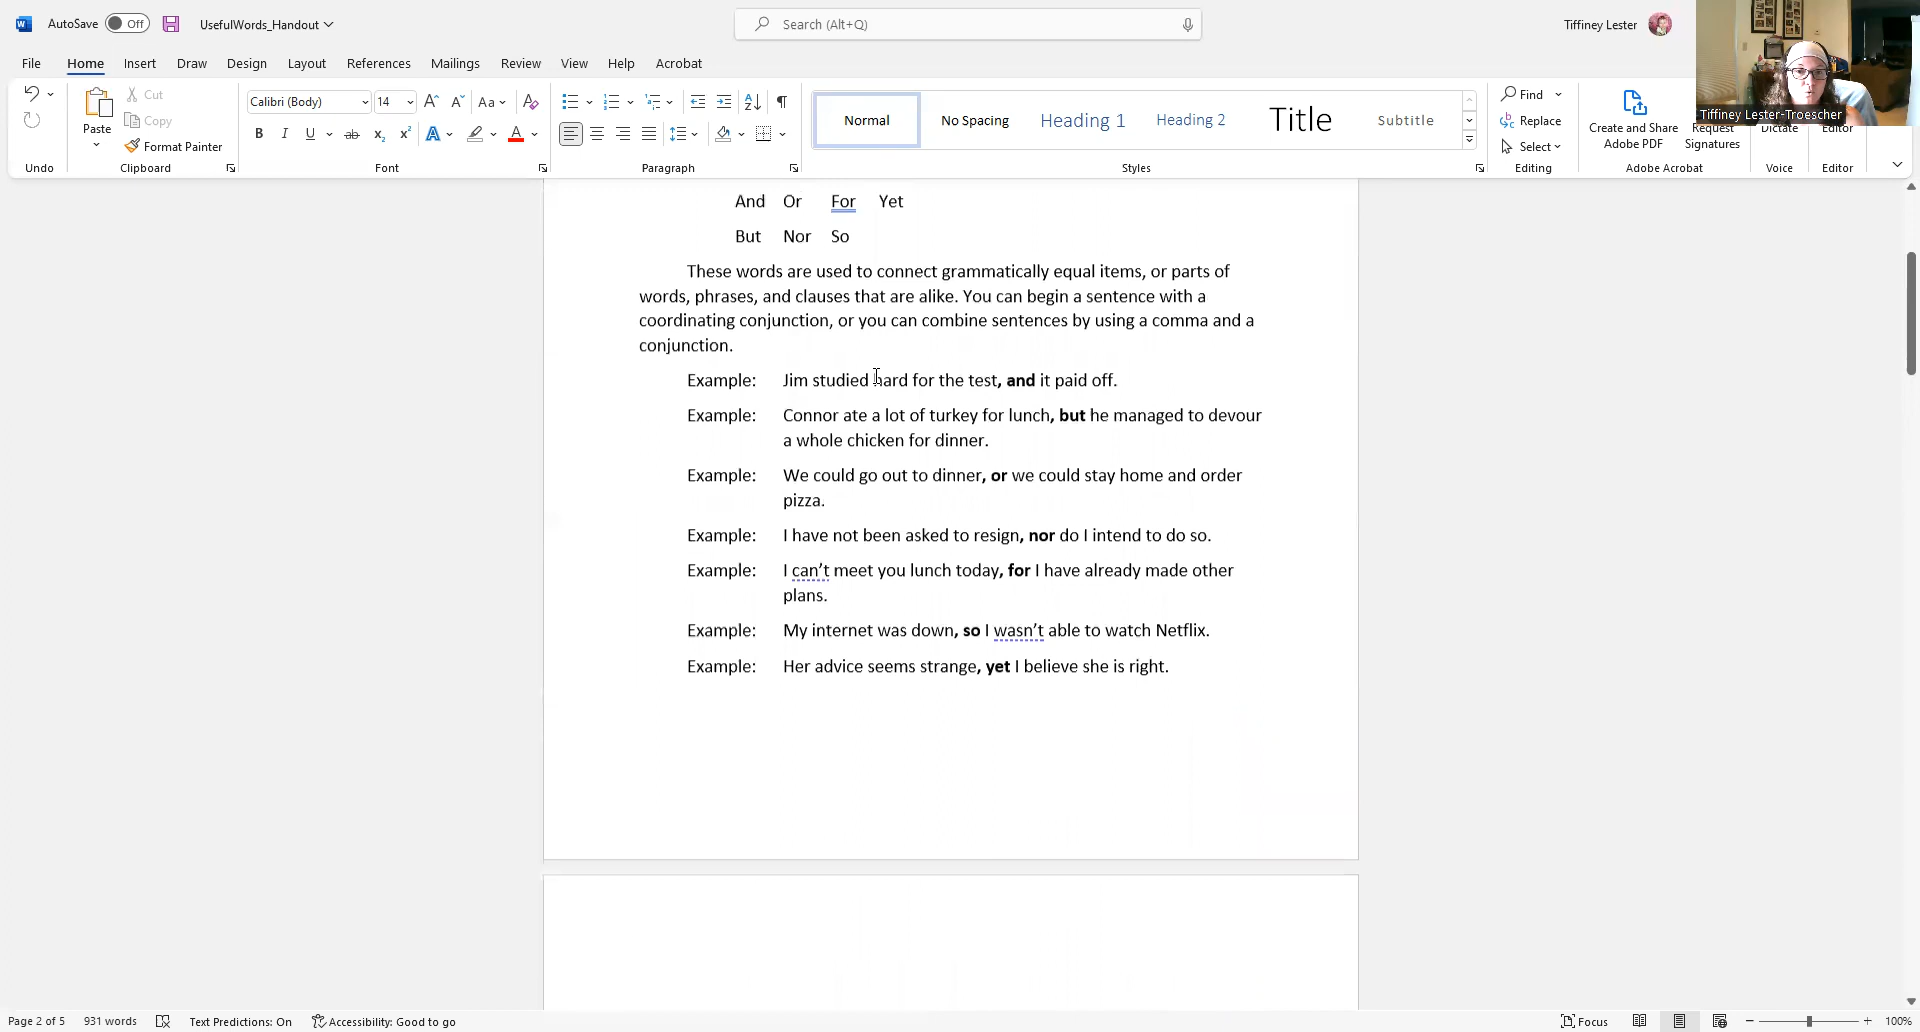 AutoSave Off UsefulWords_Handout Search (Alt+Q) Tiffiney Lester
File Home Insert Draw Design Layout References Mailings Review View Help Acrobat
Paste
Cut
Copy
Format Painter
Calibri (Body) 14
Normal No Spacing Heading 1 Heading 2 Title Subtitle
Find
Replace
Select
Create and Share Adobe PDF
Request Signatures
Dictate
Editor
Tiffiney Lester-Troescher
Undo Clipboard Font Paragraph Styles Editing Adobe Acrobat Voice Editor
And Or For Yet
But Nor So
These words are used to connect grammatically equal items, or parts of
words, phrases, and clauses that are alike. You can begin a sentence with a
coordinating conjunction, or you can combine sentences by using a comma and a
conjunction.
Example: Jim studied hard for the test, and it paid off.
Example: Connor ate a lot of turkey for lunch, but he managed to devour
a whole chicken for dinner.
Example: We could go out to dinner, or we could stay home and order
pizza.
Example: I have not been asked to resign, nor do I intend to do so.
Example: I can’t meet you lunch today, for I have already made other
plans.
Example: My internet was down, so I wasn’t able to watch Netflix.
Example: Her advice seems strange, yet I believe she is right.
Page 2 of 5 931 words Text Predictions: On Accessibility: Good to go Focus 100%